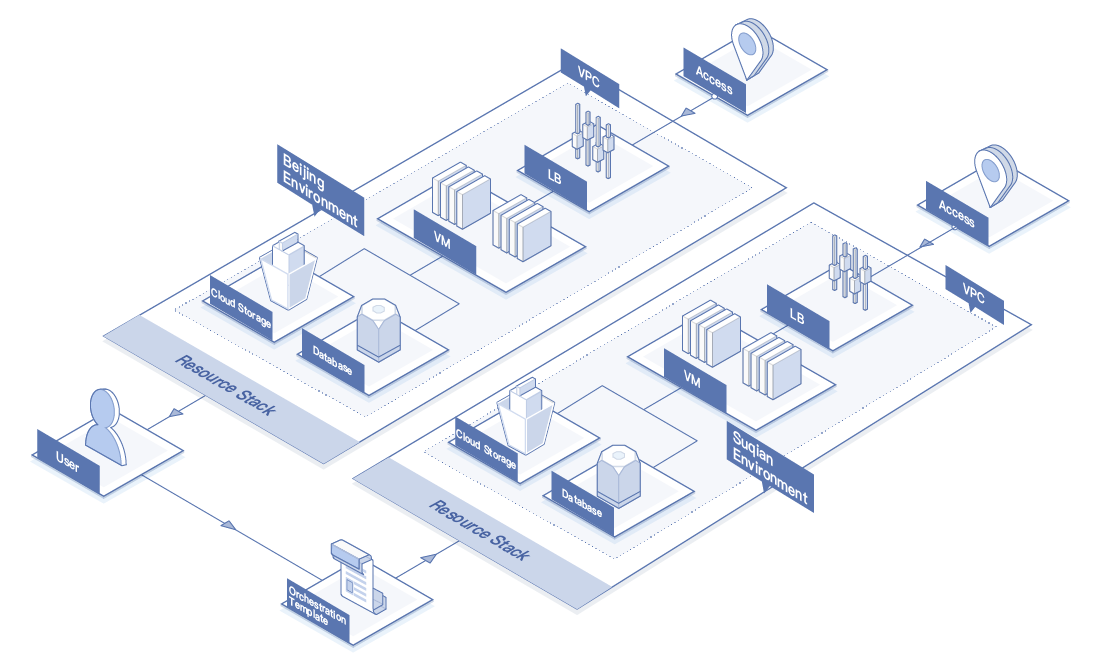 Access
VPC
Beijing
Environment
LB
VM
Cloud Storage
Database
Resource Stack
Access
VPC
LB
VM
Suqian
Environment
Cloud Storage
Database
Resource Stack
User
Orchestration
Template